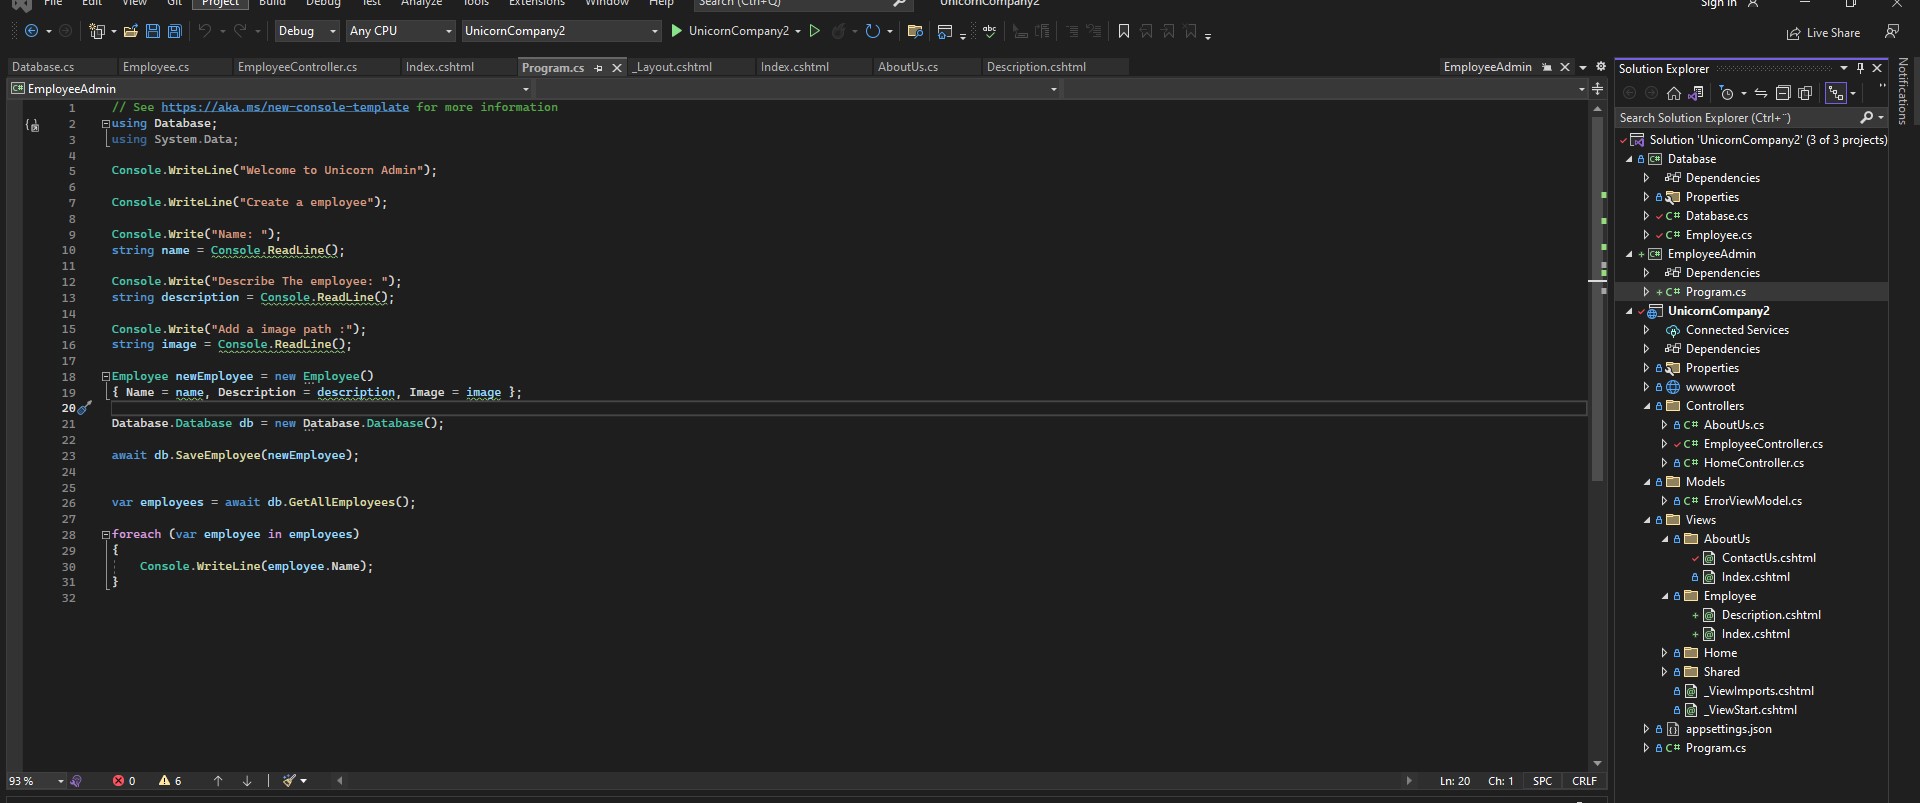 File Edit View Git Project Build Debug Test Analyze Tools Extensions Window Help Search (Ctrl+Q) UnicornCompany2 Sign in
Debug Any CPU UnicornCompany2 UnicornCompany2 Live Share
Database.cs Employee.cs EmployeeController.cs Index.cshtml Program.cs _Layout.cshtml Index.cshtml AboutUs.cs Description.cshtml EmployeeAdmin
EmployeeAdmin
1 // See https://aka.ms/new-console-template for more information
2 using Database;
3 using System.Data;
4
5 Console.WriteLine("Welcome to Unicorn Admin");
6
7 Console.WriteLine("Create a employee");
8
9 Console.Write("Name: ");
10 string name = Console.ReadLine();
11
12 Console.Write("Describe The employee: ");
13 string description = Console.ReadLine();
14
15 Console.Write("Add a image path :");
16 string image = Console.ReadLine();
17
18 Employee newEmployee = new Employee()
19 { Name = name, Description = description, Image = image };
20
21 Database.Database db = new Database.Database();
22
23 await db.SaveEmployee(newEmployee);
24
25
26 var employees = await db.GetAllEmployees();
27
28 foreach (var employee in employees)
29 {
30 Console.WriteLine(employee.Name);
31 }
32
93 % 0 6 Ln: 20 Ch: 1 SPC CRLF
Solution Explorer
Search Solution Explorer (Ctrl+¨)
Solution 'UnicornCompany2' (3 of 3 projects)
Database
Dependencies
Properties
C# Database.cs
C# Employee.cs
EmployeeAdmin
Dependencies
C# Program.cs
UnicornCompany2
Connected Services
Dependencies
Properties
wwwroot
Controllers
C# AboutUs.cs
C# EmployeeController.cs
C# HomeController.cs
Models
C# ErrorViewModel.cs
Views
AboutUs
ContactUs.cshtml
Index.cshtml
Employee
Description.cshtml
Index.cshtml
Home
Shared
_ViewImports.cshtml
_ViewStart.cshtml
appsettings.json
C# Program.cs
Notifications